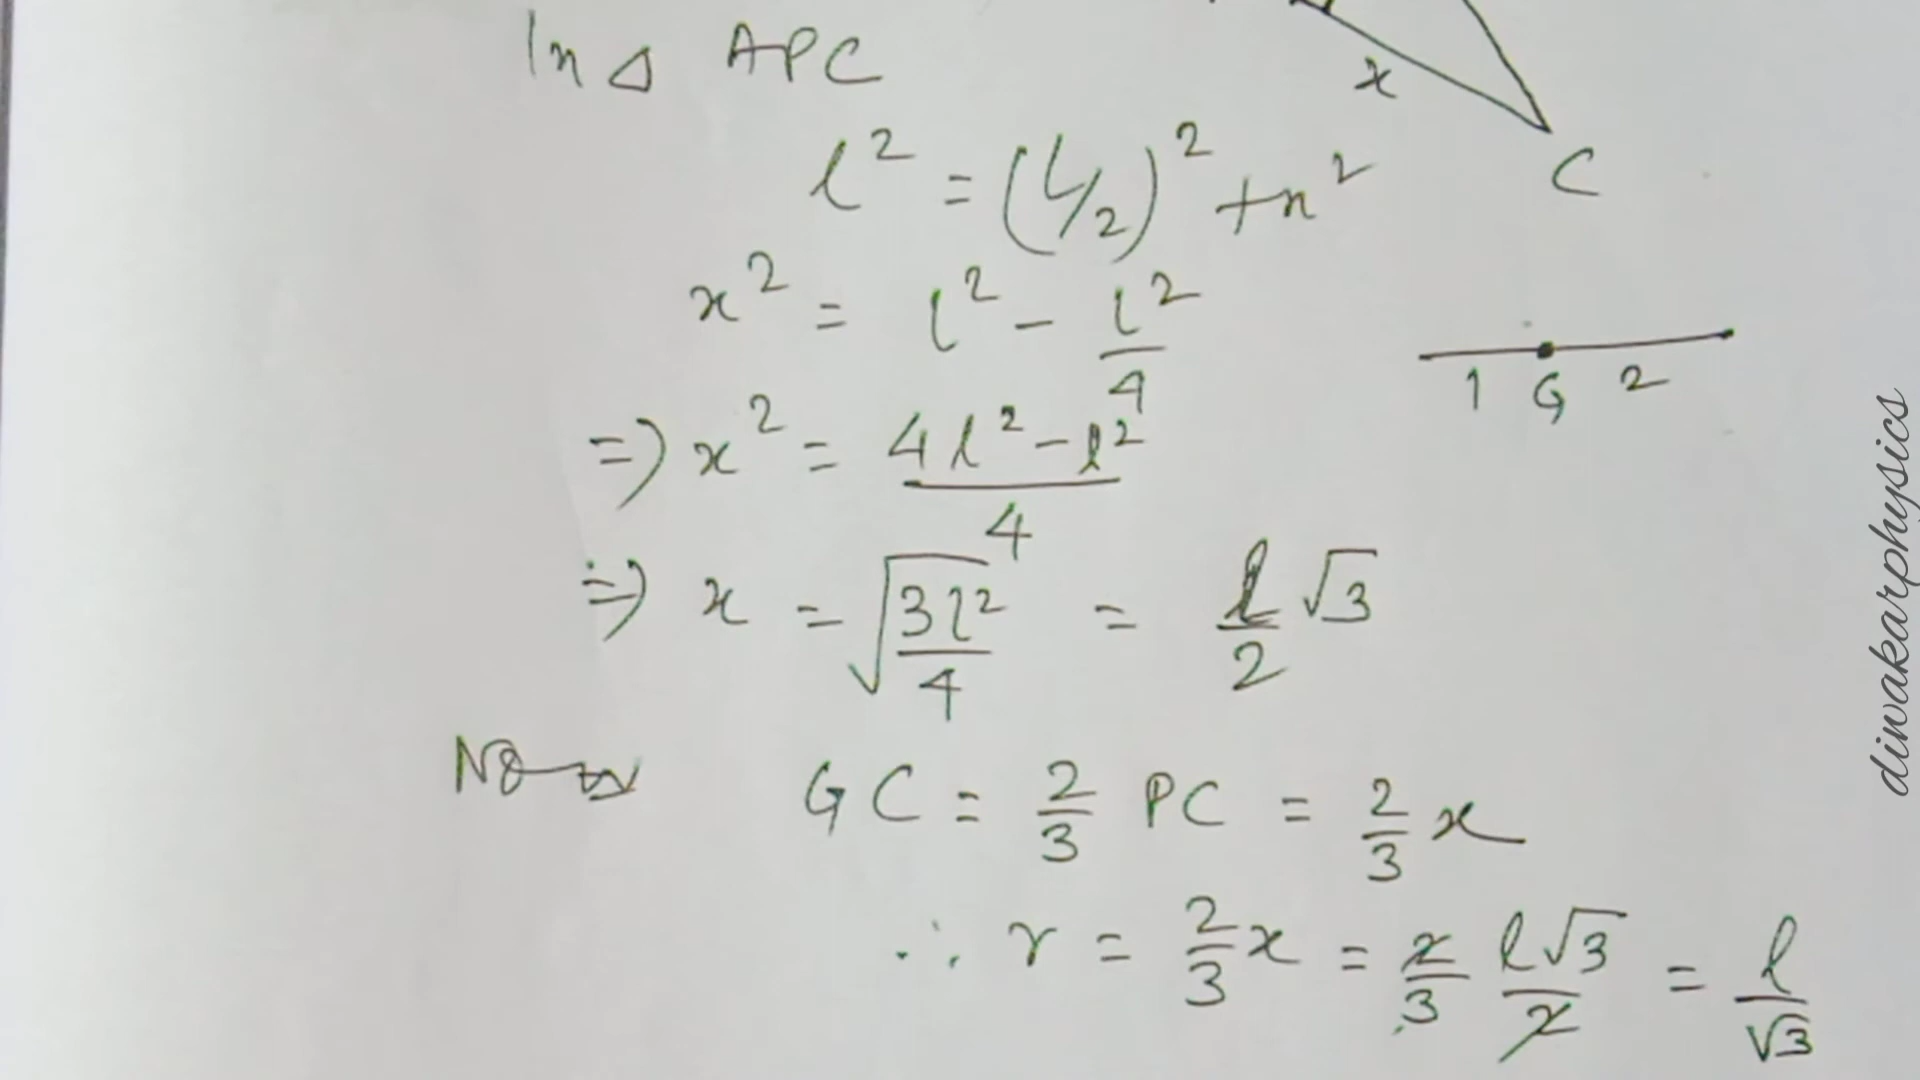 In △ APC
x
C
l² = (L/2)² + x²
x² = l² - l²/4
1 G 2
=> x² = (4l² - l²)/4
=> x = √(3l²/4) = l/2 √3
Now GC = 2/3 PC = 2/3 x
∴ r = 2/3 x = 2/3 l√3/2 = l/√3
diwakarphysics